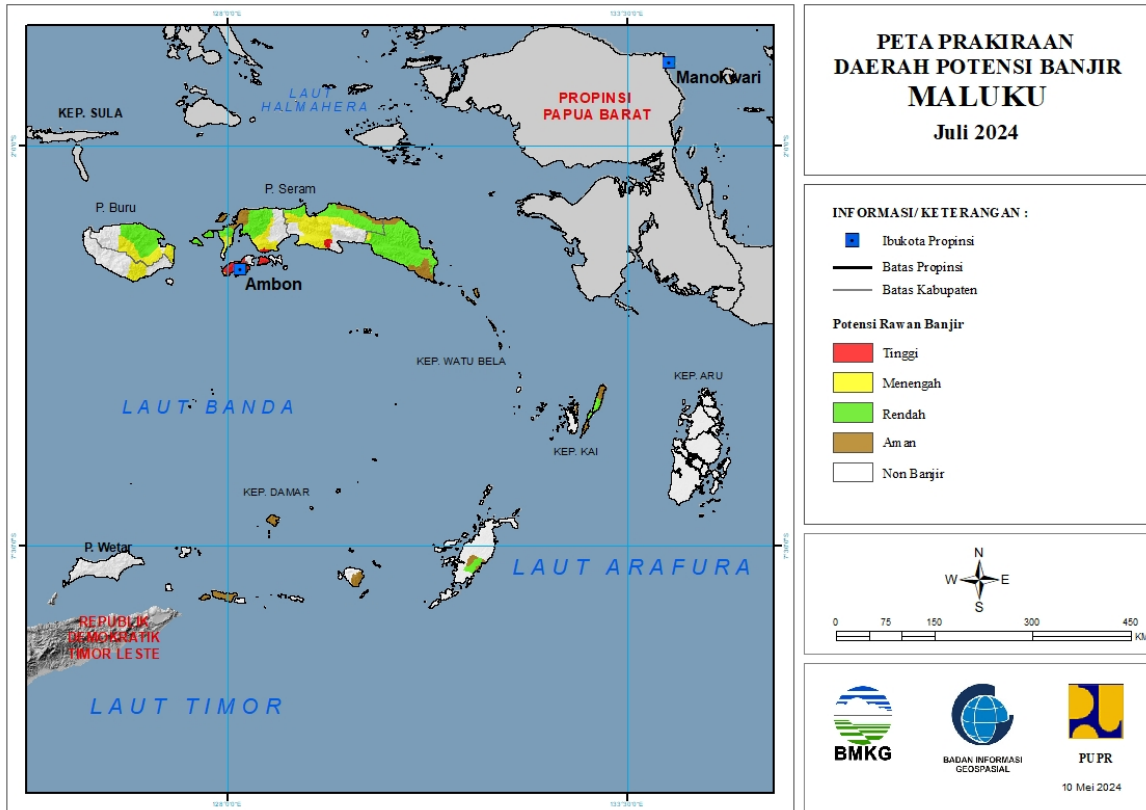 PETA PRAKIRAAN
DAERAH POTENSI BANJIR
MALUKU
Juli 2024
INFORMASI/ KETERANGAN :
Ibukota Propinsi
Batas Propinsi
Batas Kabupaten
Potensi Rawan Banjir
Tinggi
Menengah
Rendah
Aman
Non Banjir
N
W E
S
0 75 150 300 450
KM
BMKG
BADAN INFORMASI
GEOSPASIAL
PUPR
10 Mei 2024
Manokwari
LAUT
HALMAHERA
PROPINSI
PAPUA BARAT
KEP. SULA
P. Seram
P. Buru
Ambon
KEP. WATU BELA
KEP. ARU
LAUT BANDA
KEP. KAI
KEP. DAMAR
P. Wetar
LAUT ARAFURA
REPUBLIK
DEMOKRATIK
TIMOR LESTE
LAUT TIMOR